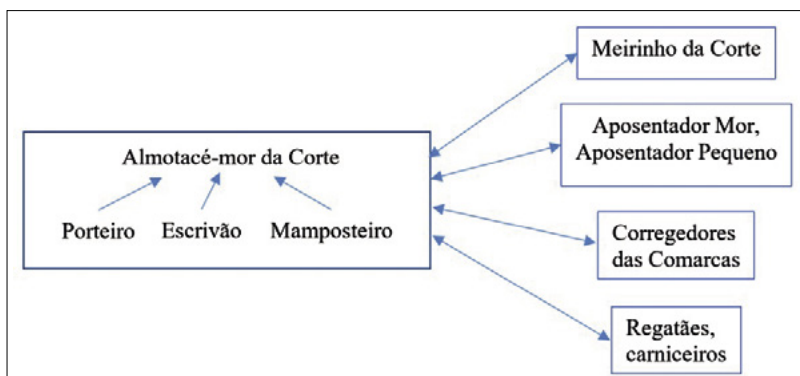 Almotacé-mor da Corte
Porteiro Escrivão Mamposteiro
Meirinho da Corte
Aposentador Mor,
Aposentador Pequeno
Corregedores
das Comarcas
Regatães,
carniceiros